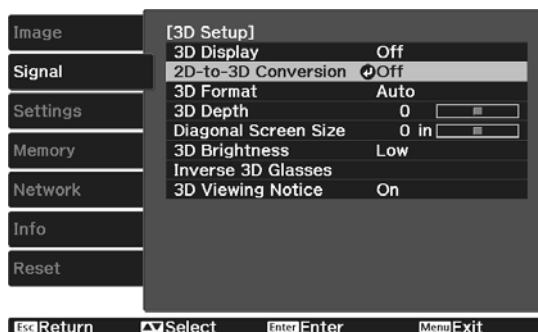 Image
Signal
Settings
Memory
Network
Info
Reset
[3D Setup]
3D Display Off
2D-to-3D Conversion Off
3D Format Auto
3D Depth 0
Diagonal Screen Size 0 in
3D Brightness Low
Inverse 3D Glasses
3D Viewing Notice On
Esc Return Select Enter Enter Menu Exit